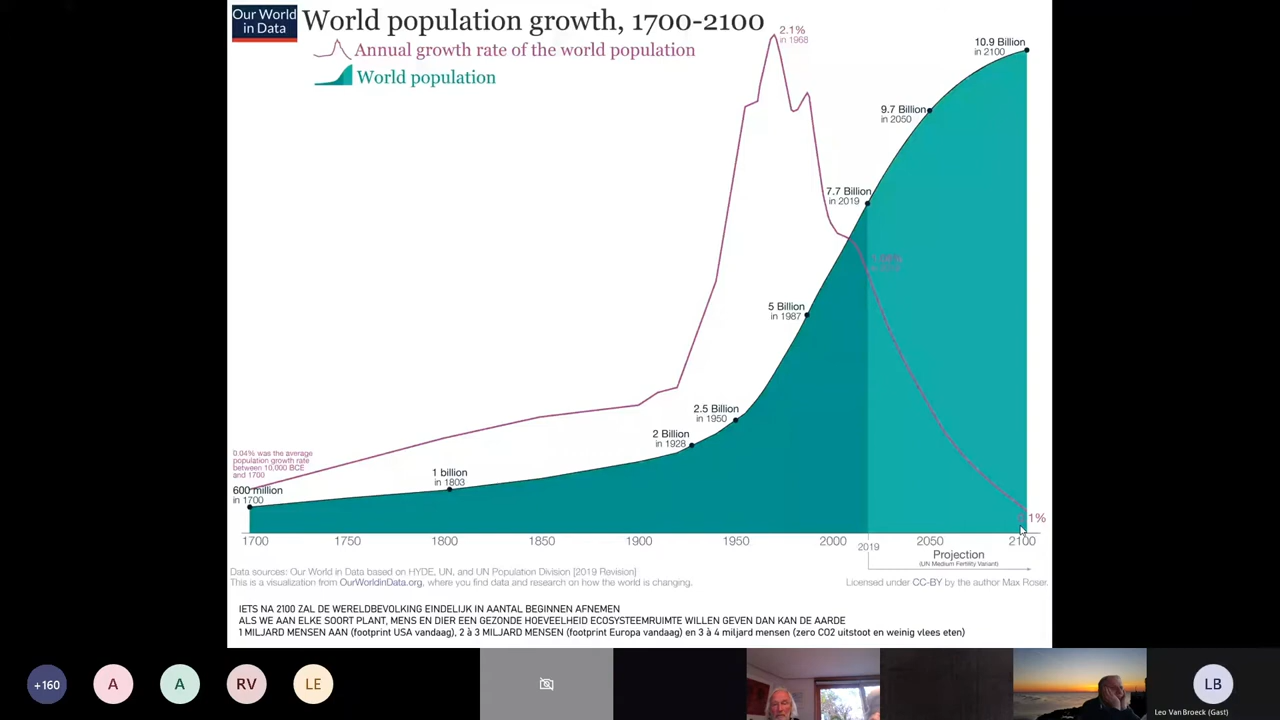 Our World
in Data
World population growth, 1700-2100
Annual growth rate of the world population
World population
2.1%
in 1968
10.9 Billion
in 2100
9.7 Billion
in 2050
7.7 Billion
in 2019
5 Billion
in 1987
2.5 Billion
in 1950
2 Billion
in 1928
1 billion
in 1803
0.04% was the average
population growth rate
between 10,000 BCE
and 1700
600 million
in 1700
1700 1750 1800 1850 1900 1950 2000 2019 2050 2100
Projection
(UN Medium Fertility Variant)
Data sources: Our World in Data based on HYDE, UN, and UN Population Division [2019 Revision]
This is a visualization from OurWorldinData.org, where you find data and research on how the world is changing.
Licensed under CC-BY by the author Max Roser.
IETS NA 2100 ZAL DE WERELDBEVOLKING EINDELIJK IN AANTAL BEGINNEN AFNEMEN
ALS WE AAN ELKE SOORT PLANT, MENS EN DIER EEN GEZONDE HOEVEELHEID ECOSYSTEEMRUIMTE WILLEN GEVEN DAN KAN DE AARDE
1 MILJARD MENSEN AAN (footprint USA vandaag), 2 à 3 MILJARD MENSEN (footprint Europa vandaag) en 3 à 4 miljard mensen (zero CO2 uitstoot en weinig vlees eten)
+160
A
A
RV
LE
LB
Leo Van Broeck (Gast)